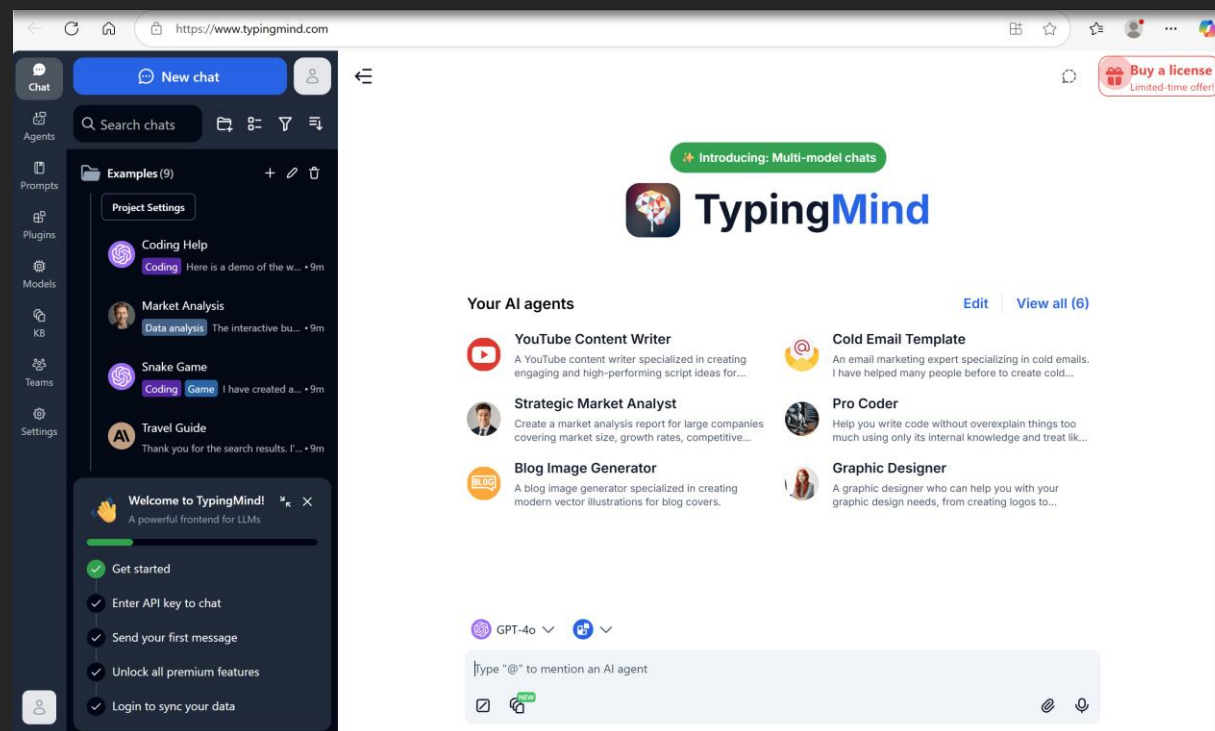 https://www.typingmind.com
Chat
New chat
Buy a license
Limited-time offer!
Search chats
Agents
Prompts
Plugins
Models
KB
Teams
Settings
Examples (9)
Project Settings
Coding Help
Coding Here is a demo of the w... • 9m
Market Analysis
Data analysis The interactive bu... • 9m
Snake Game
Coding Game I have created a... • 9m
Travel Guide
Thank you for the search results. I'... • 9m
Welcome to TypingMind!
A powerful frontend for LLMs
Get started
Enter API key to chat
Send your first message
Unlock all premium features
Login to sync your data
Introducing: Multi-model chats
TypingMind
Your AI agents
Edit
View all (6)
YouTube Content Writer
A YouTube content writer specialized in creating
engaging and high-performing script ideas for...
Cold Email Template
An email marketing expert specializing in cold emails.
I have helped many people before to create cold...
Strategic Market Analyst
Create a market analysis report for large companies
covering market size, growth rates, competitive...
Pro Coder
Help you write code without overexplain things too
much using only its internal knowledge and treat lik...
BLOG
Blog Image Generator
A blog image generator specialized in creating
modern vector illustrations for blog covers.
Graphic Designer
A graphic designer who can help you with your
graphic design needs, from creating logos to...
GPT-4o
Type "@" to mention an AI agent
NEW